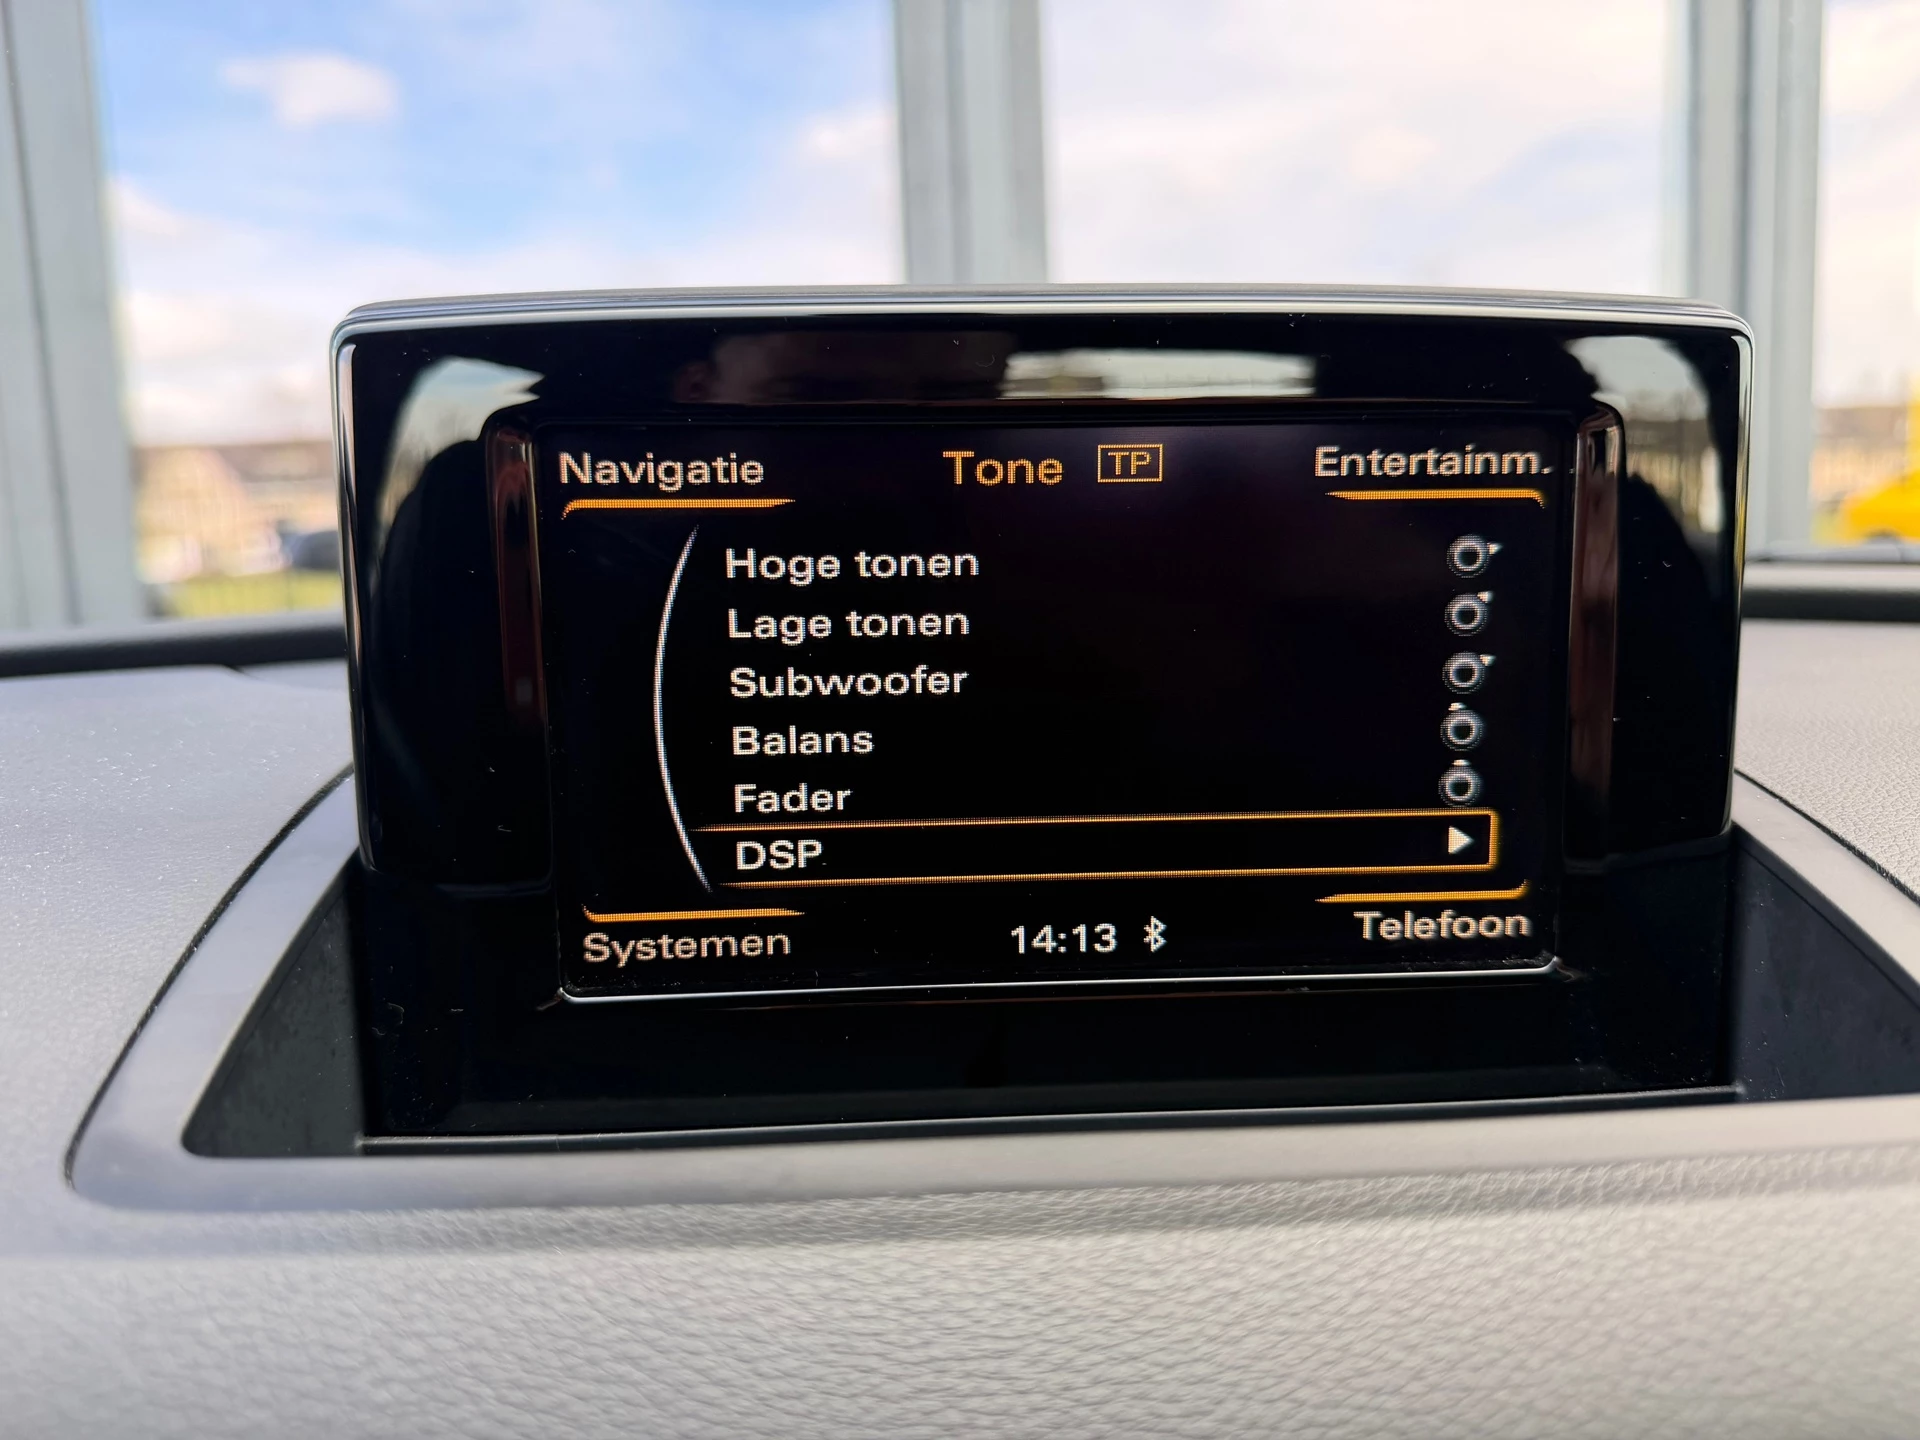 Navigatie Tone TP Entertainm.
Hoge tonen
Lage tonen
Subwoofer
Balans
Fader
DSP
Systemen 14:13 Telefoon